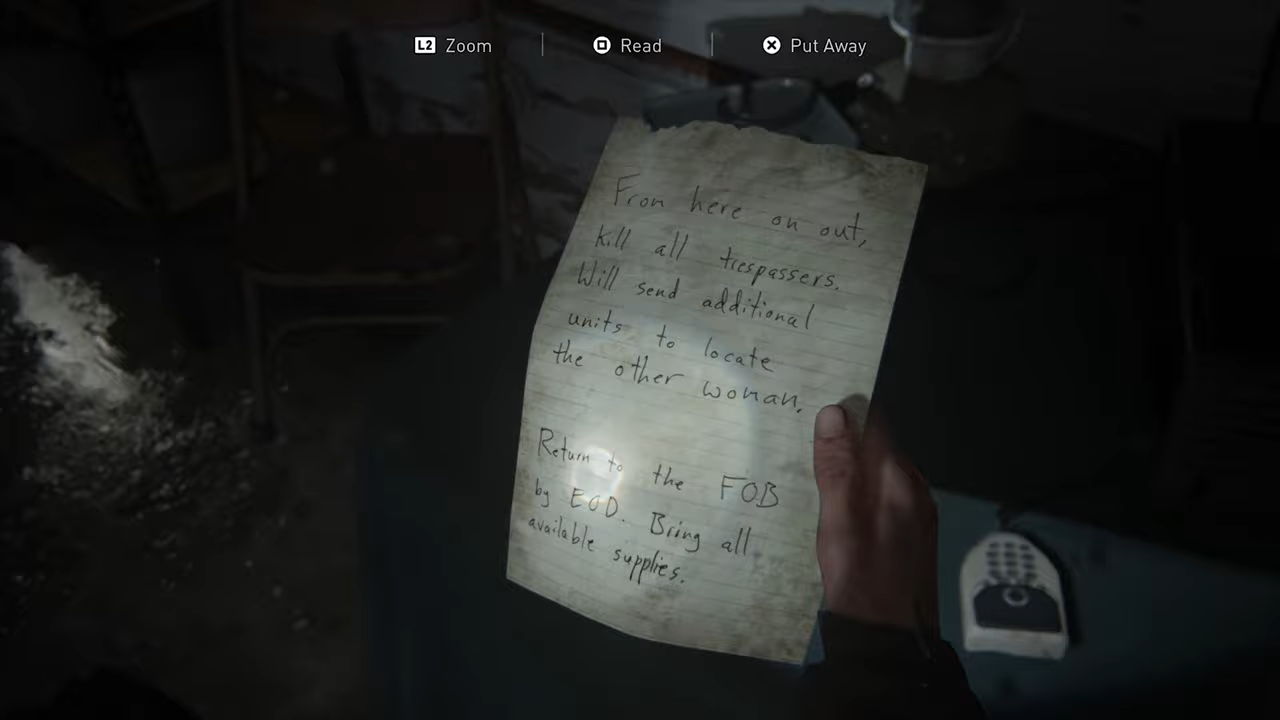 L2 Zoom Read Put Away
From here on out,
kill all trespassers.
Will send additional
units to locate
the other woman.
Return to the FOB
by EOD. Bring all
available supplies.